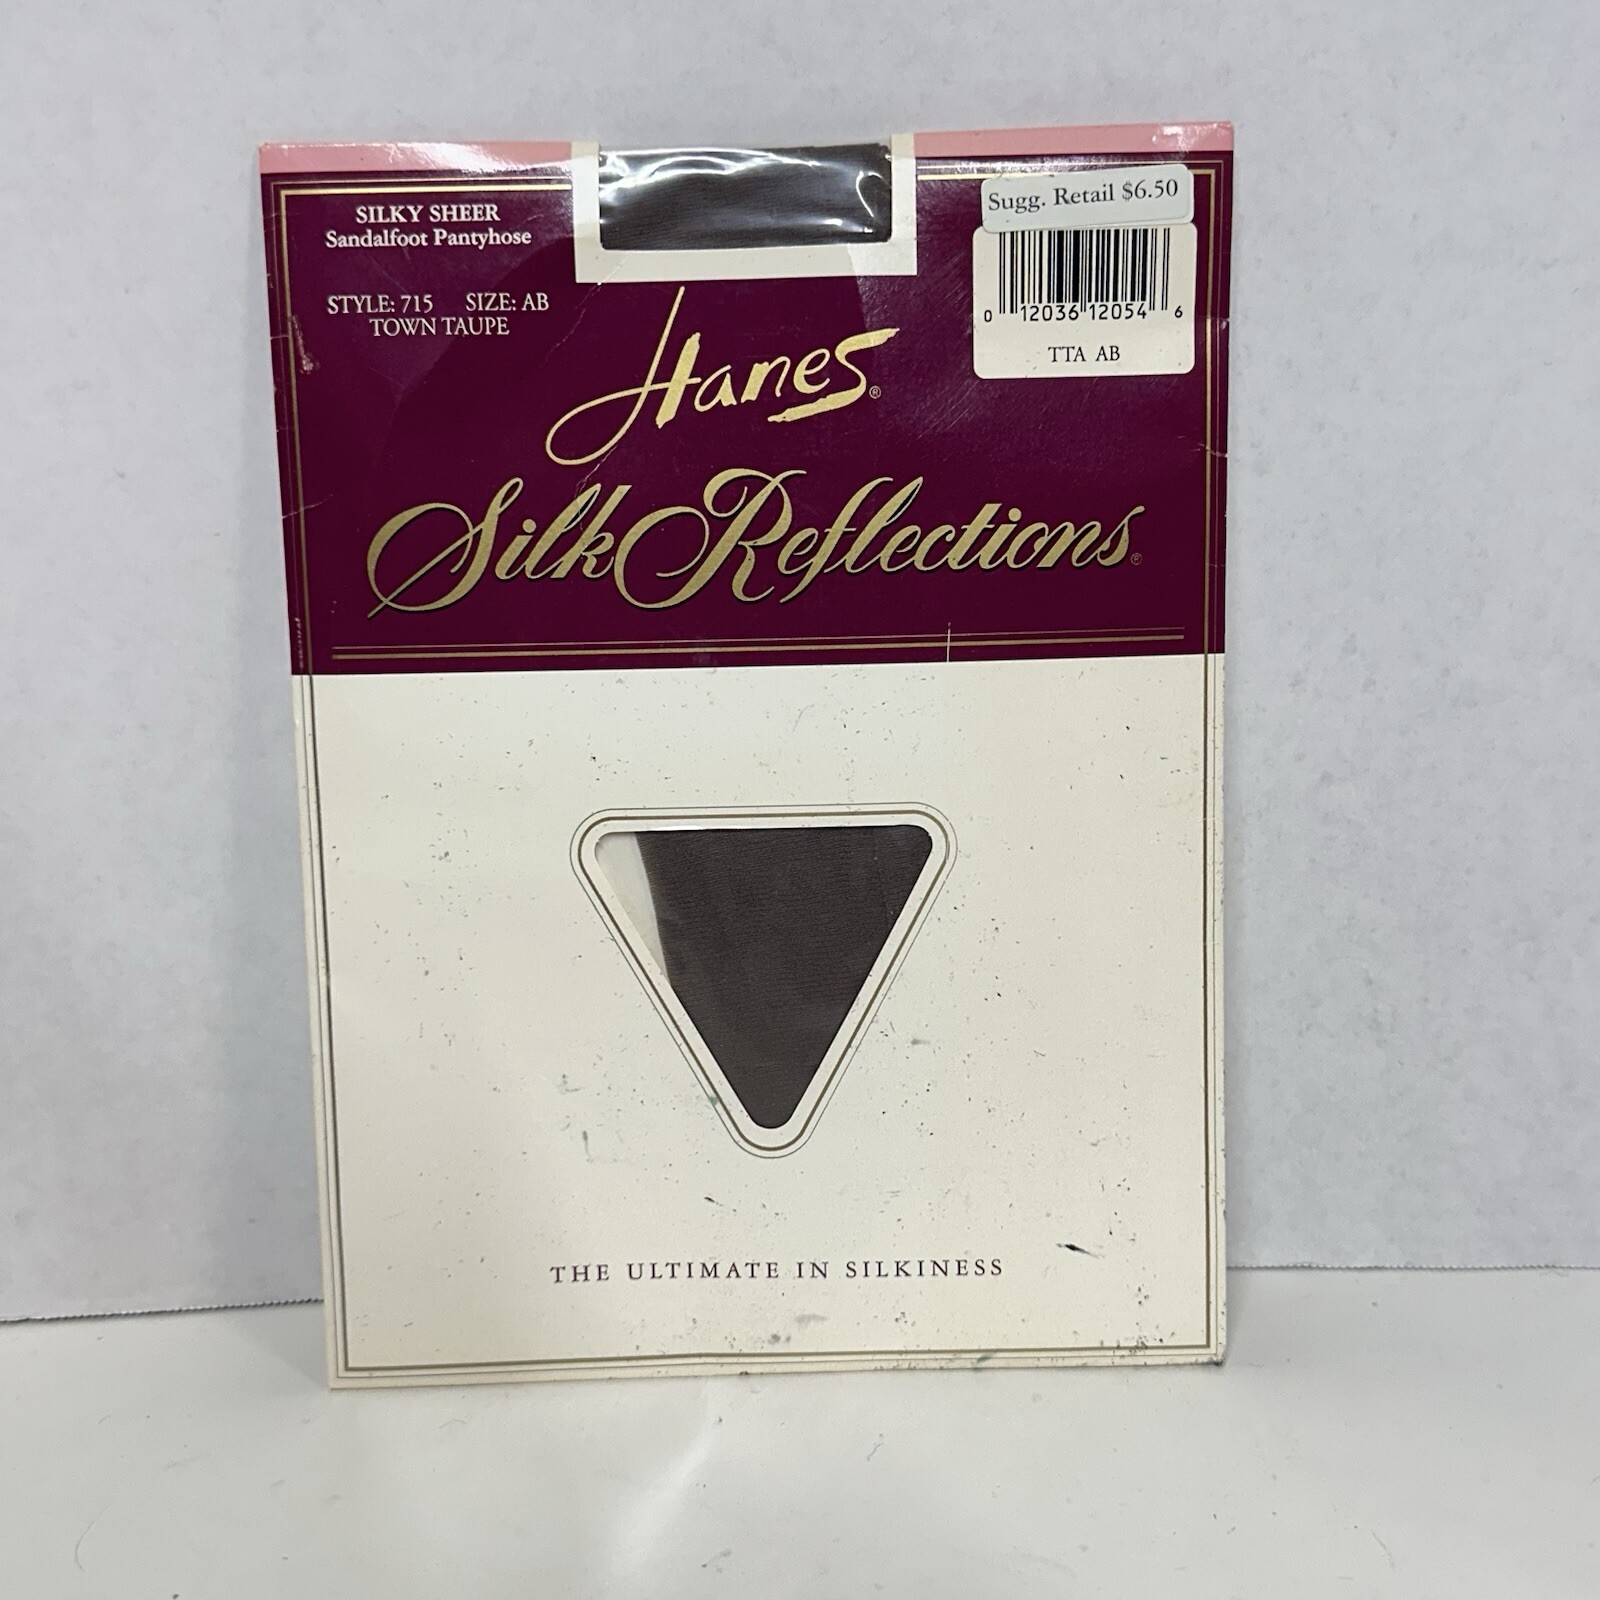 SILKY SHEER
Sandalfoot Pantyhose
STYLE: 715 SIZE: AB
TOWN TAUPE
Sugg. Retail $6.50
0 12036 12054 6
TTA AB
Hanes®
Silk Reflections®
THE ULTIMATE IN SILKINESS